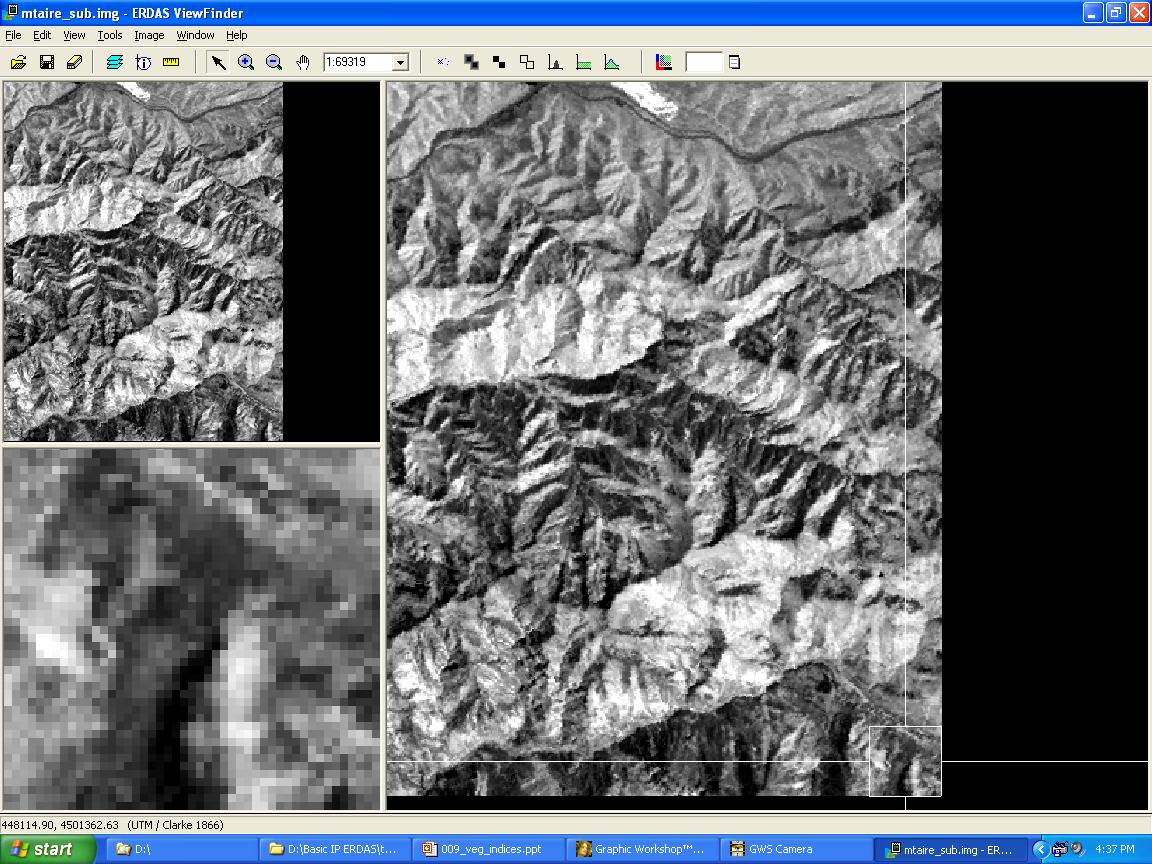 mtaire_sub.img - ERDAS ViewFinder
File Edit View Tools Image Window Help
1:69319
448114.90, 4501362.63 (UTM / Clarke 1866)
start D:\ D:\Basic IP ERDAS\t... 009_veg_indices.ppt Graphic Workshop™... GWS Camera mtaire_sub.img - ER... 4:37 PM